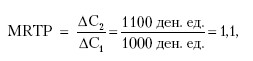 MRTP = ΔC₂/ΔC₁ = 1100 ден. ед./1000 ден. ед. = 1,1,